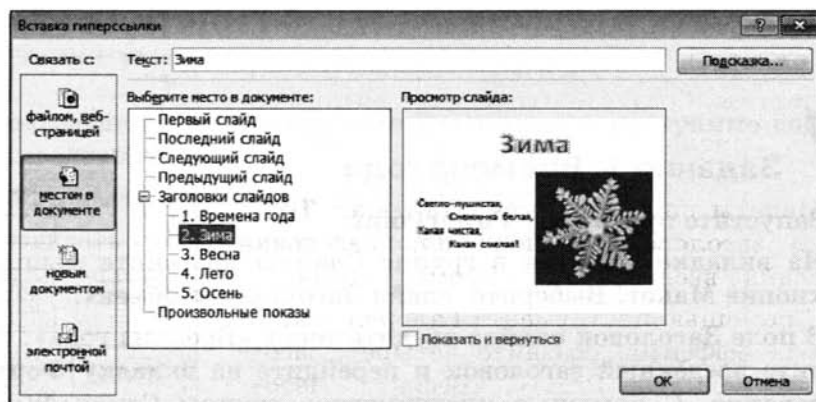 Вставка гиперссылки
Связать с:
Текст: Зима
Подсказка...
файлом, веб-
страницей
местом в
документе
новым
документом
электронной
почтой
Выберите место в документе:
Первый слайд
Последний слайд
Следующий слайд
Предыдущий слайд
Заголовки слайдов
1. Времена года
2. Зима
3. Весна
4. Лето
5. Осень
Произвольные показы
Просмотр слайда:
Зима
Светло-пушистая,
Снежинка белая,
Какая чистая,
Какая смелая!
Показать и вернуться
ОК
Отмена